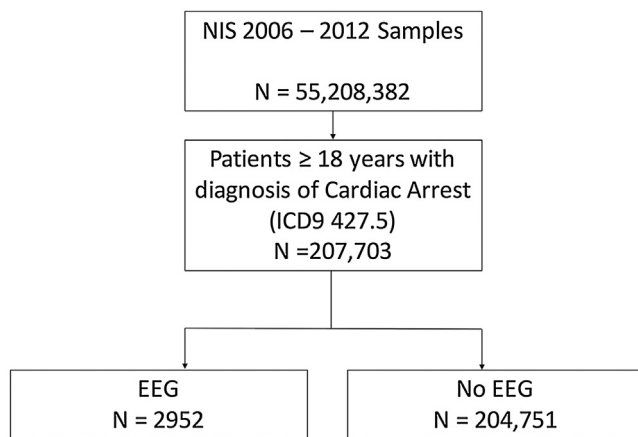 NIS 2006 – 2012 Samples
N = 55,208,382
Patients ≥ 18 years with
diagnosis of Cardiac Arrest
(ICD9 427.5)
N =207,703
EEG
N = 2952
No EEG
N = 204,751